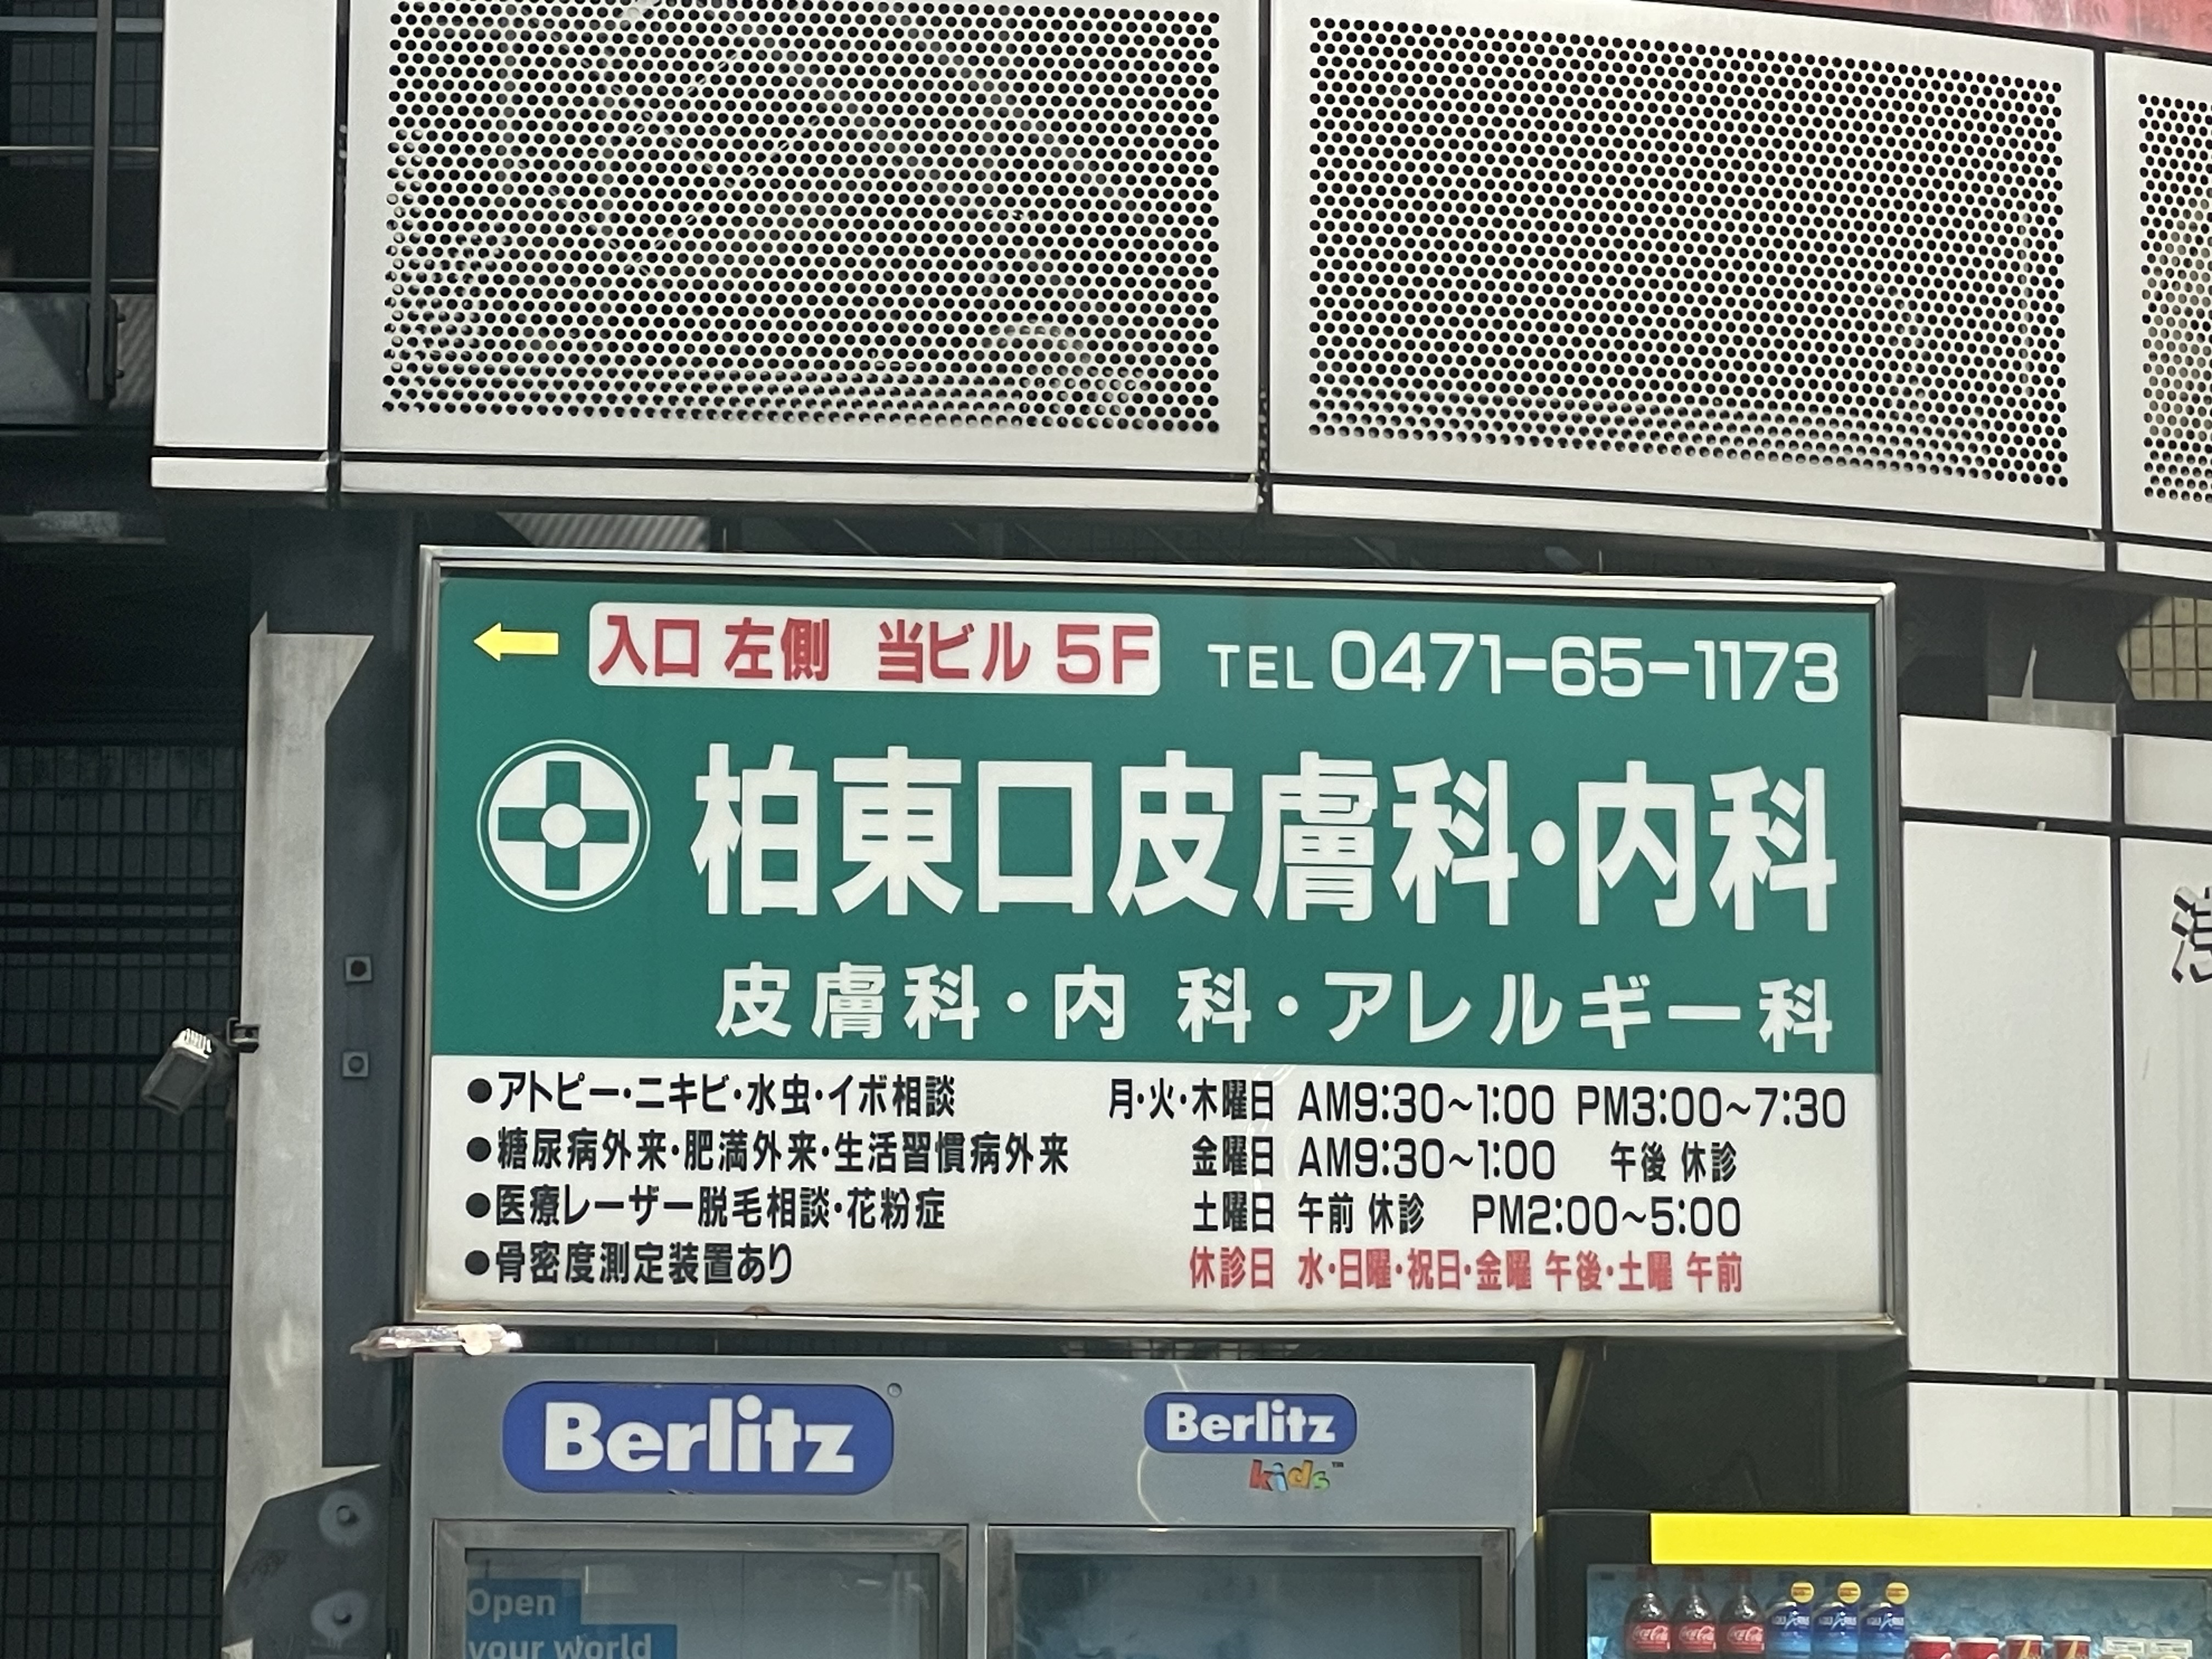 入口 左側 当ビル 5F TEL 0471-65-1173
柏東口皮膚科・内科
皮膚科・内 科・アレルギー科
●アトピー・ニキビ・水虫・イボ相談
●糖尿病外来・肥満外来・生活習慣病外来
●医療レーザー脱毛相談・花粉症
●骨密度測定装置あり
月・火・木曜日 AM9:30~1:00 PM3:00~7:30
金曜日 AM9:30~1:00 午後 休診
土曜日 午前 休診 PM2:00~5:00
休診日 水・日曜・祝日・金曜 午後・土曜 午前
Berlitz
Berlitz
kids™
Open
your world
Coca-Cola
Coca-Cola
Coca-Cola